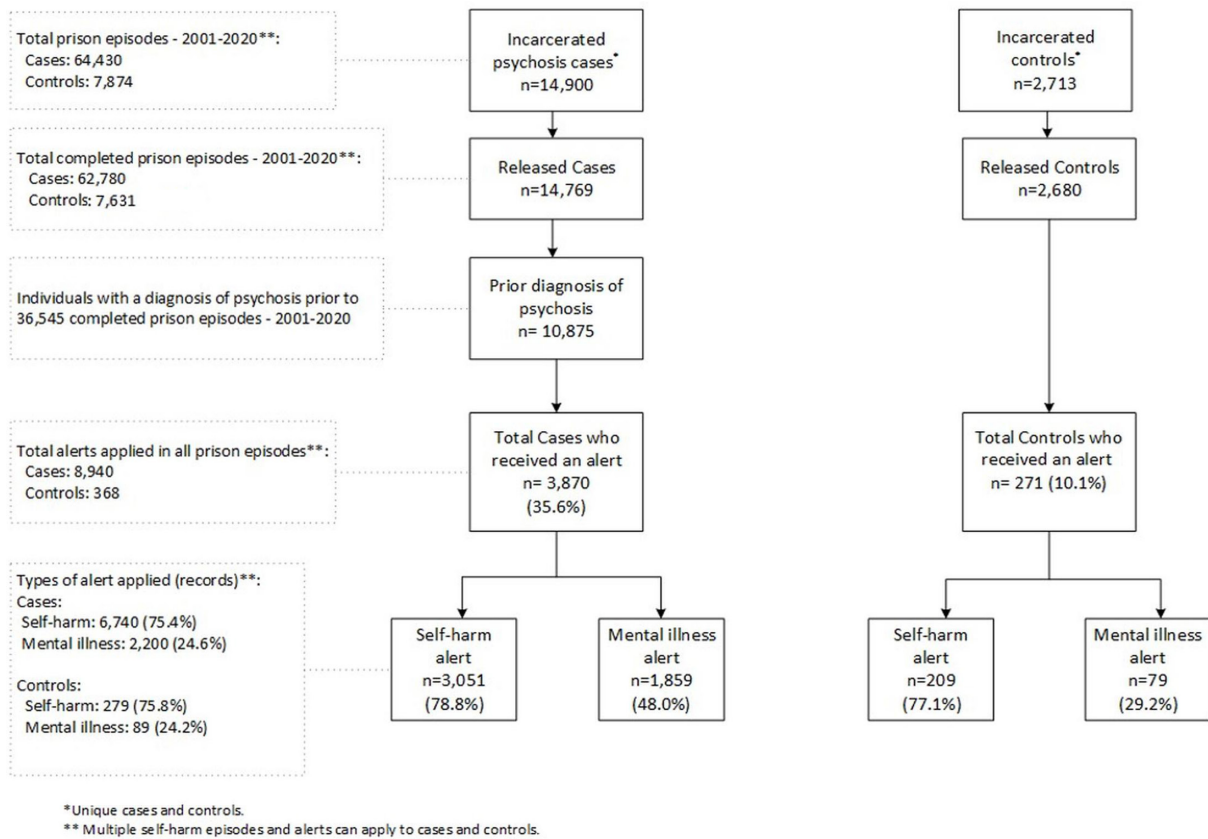 Total prison episodes - 2001-2020**:
Cases: 64,430
Controls: 7,874
Incarcerated
psychosis cases*
n=14,900
Incarcerated
controls*
n=2,713
Total completed prison episodes - 2001-2020**:
Cases: 62,780
Controls: 7,631
Released Cases
n=14,769
Released Controls
n=2,680
Individuals with a diagnosis of psychosis prior to
36,545 completed prison episodes - 2001-2020
Prior diagnosis of
psychosis
n= 10,875
Total alerts applied in all prison episodes**:
Cases: 8,940
Controls: 368
Total Cases who
received an alert
n= 3,870
(35.6%)
Total Controls who
received an alert
n= 271 (10.1%)
Types of alert applied (records)**:
Cases:
Self-harm: 6,740 (75.4%)
Mental illness: 2,200 (24.6%)
Controls:
Self-harm: 279 (75.8%)
Mental illness: 89 (24.2%)
Self-harm
alert
n=3,051
(78.8%)
Mental illness
alert
n=1,859
(48.0%)
Self-harm
alert
n=209
(77.1%)
Mental illness
alert
n=79
(29.2%)
*Unique cases and controls.
** Multiple self-harm episodes and alerts can apply to cases and controls.